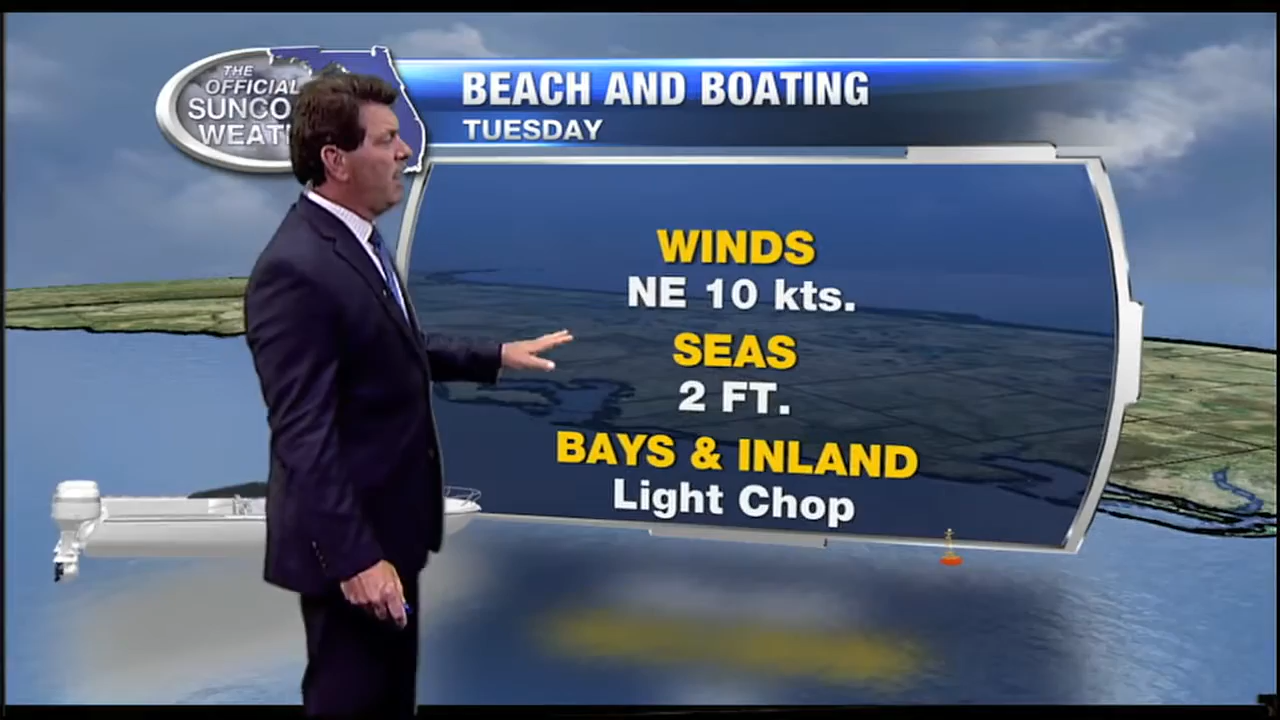 THE
OFFICIAL
BEACH AND BOATING
TUESDAY
WINDS
NE 10 kts.
SEAS
2 FT.
BAYS & INLAND
Light Chop